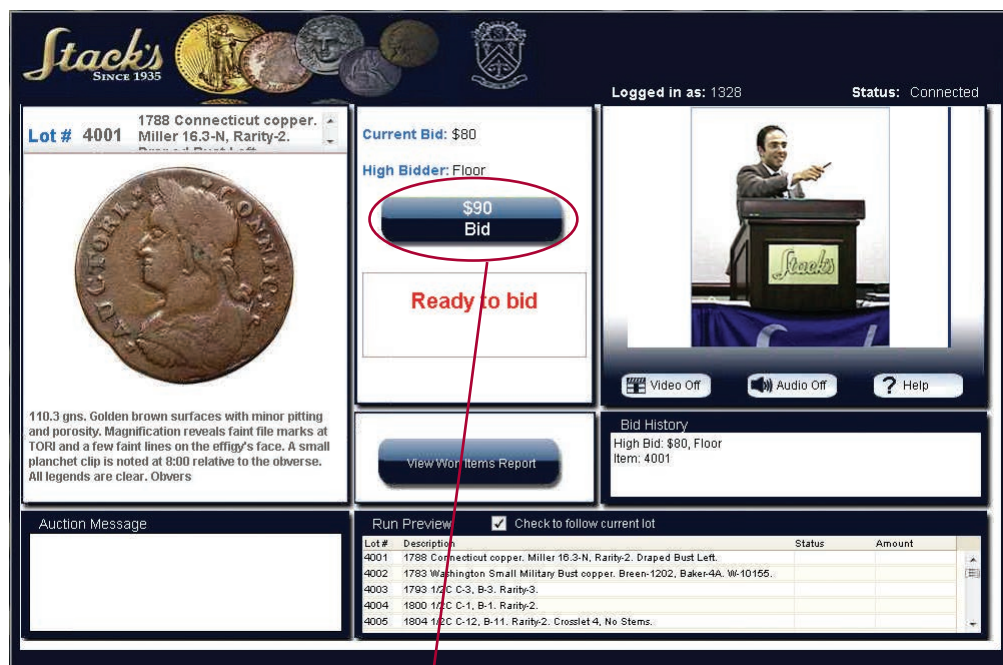 Stack's
SINCE 1935
Logged in as: 1328
Status: Connected
Lot # 4001
1788 Connecticut copper.
Miller 16.3-N, Rarity-2.
Draped Bust Left.
AUCTORI. CONNEC.
110.3 gns. Golden brown surfaces with minor pitting
and porosity. Magnification reveals faint file marks at
TORI and a few faint lines on the effigy's face. A small
planchet clip is noted at 8:00 relative to the obverse.
All legends are clear. Obvers
Current Bid: $80
High Bidder: Floor
$90
Bid
Ready to bid
View Won Items Report
Stack's
Video Off
Audio Off
? Help
Bid History
High Bid: $80, Floor
Item: 4001
Auction Message
Run Preview
Check to follow current lot
Lot # Description Status Amount
4001 1788 Connecticut copper. Miller 16.3-N, Rarity-2. Draped Bust Left.
4002 1783 Washington Small Military Bust copper. Breen-1202, Baker-4A. W-10155.
4003 1793 1/2C C-3, B-3. Rarity-3.
4004 1800 1/2C C-1, B-1. Rarity-2.
4005 1804 1/2C C-12, B-11. Rarity-2. Crosslet 4, No Stems.